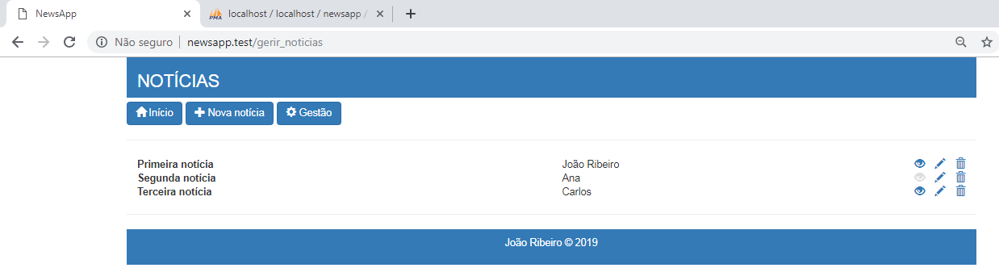 NewsApp
PMA localhost / localhost / newsapp /
Não seguro newsapp.test/gerir_noticias
NOTÍCIAS
Início Nova notícia Gestão
Primeira notícia João Ribeiro
Segunda notícia Ana
Terceira notícia Carlos
João Ribeiro © 2019